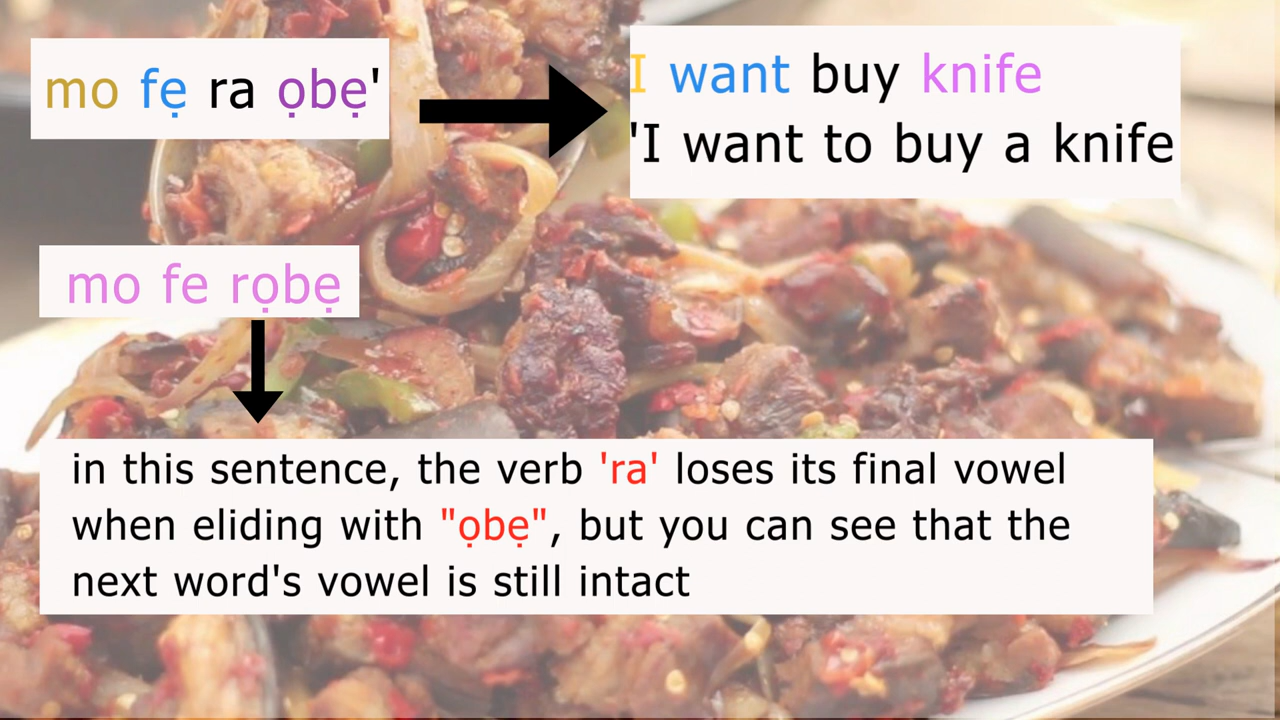 mo fẹ ra ọbẹ'
I want buy knife
'I want to buy a knife
mo fe rọbẹ
in this sentence, the verb 'ra' loses its final vowel
when eliding with "ọbẹ", but you can see that the
next word's vowel is still intact